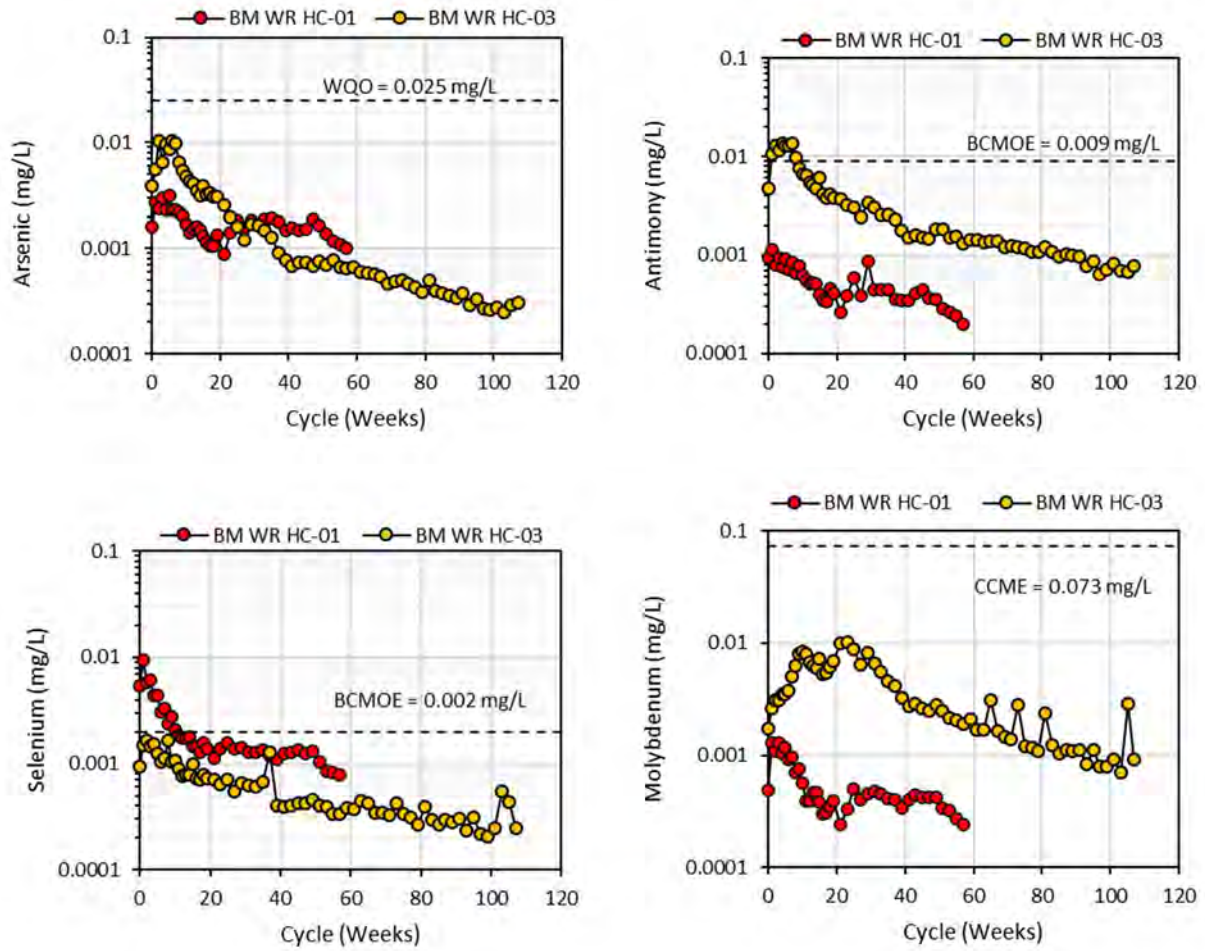 BM WR HC-01 BM WR HC-03
0.1
WQO = 0.025 mg/L
0.01
0.001
0.0001
Arsenic (mg/L)
0 20 40 60 80 100 120
Cycle (Weeks)
BM WR HC-01 BM WR HC-03
0.1
BCMOE = 0.009 mg/L
0.01
0.001
0.0001
Antimony (mg/L)
0 20 40 60 80 100 120
Cycle (Weeks)
BM WR HC-01 BM WR HC-03
0.1
0.01
BCMOE = 0.002 mg/L
0.001
0.0001
Selenium (mg/L)
0 20 40 60 80 100 120
Cycle (Weeks)
BM WR HC-01 BM WR HC-03
0.1
CCME = 0.073 mg/L
0.01
0.001
0.0001
Molybdenum (mg/L)
0 20 40 60 80 100 120
Cycle (Weeks)